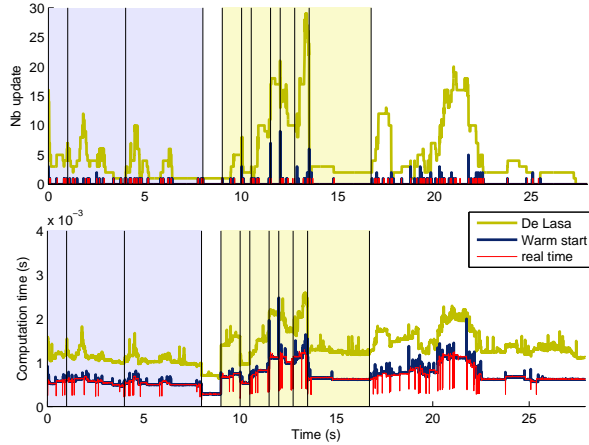 30
25
20
15
10
5
0
Nb update
0 5 10 15 20 25
x 10⁻³
4
3
2
1
0
Computation time (s)
De Lasa
Warm start
real time
0 5 10 15 20 25
Time (s)